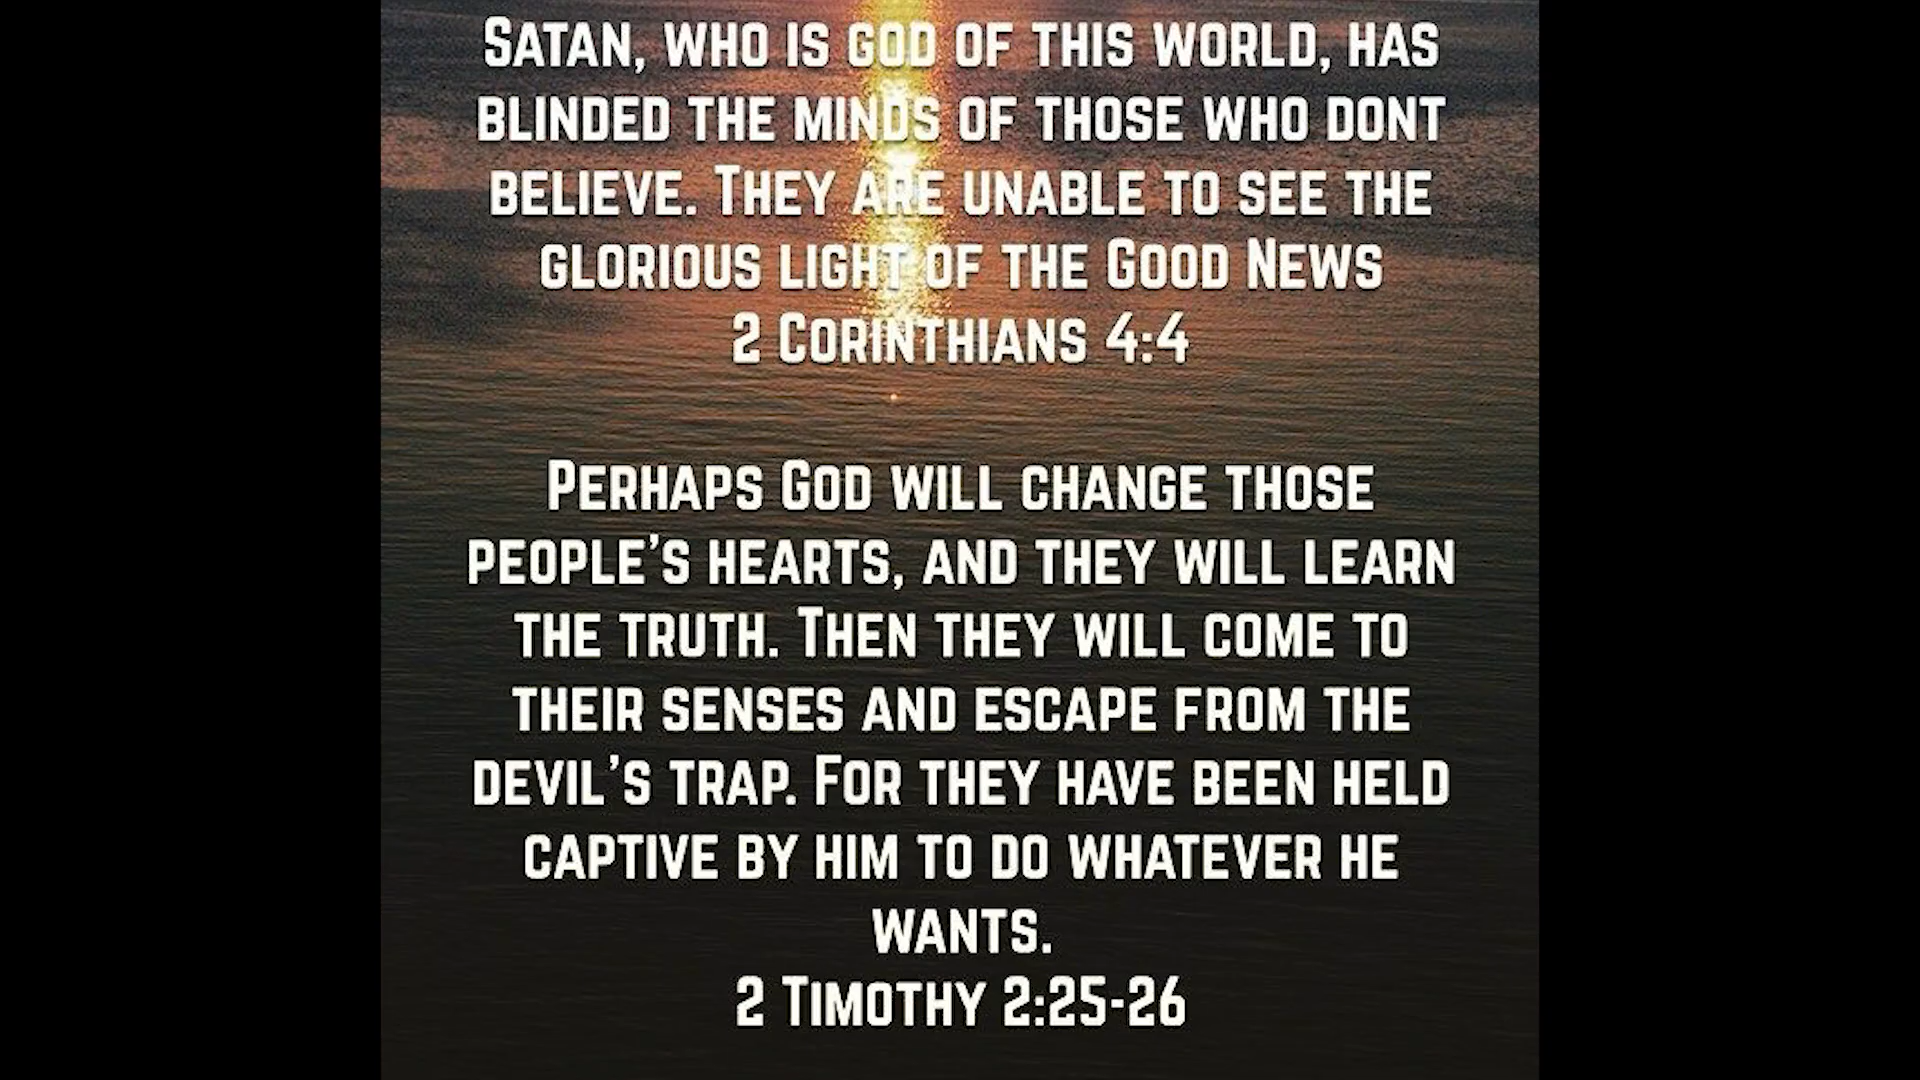 Satan, who is god of this world, has
blinded the minds of those who dont
believe. They are unable to see the
glorious light of the Good News
2 Corinthians 4:4
Perhaps God will change those
people's hearts, and they will learn
the truth. Then they will come to
their senses and escape from the
devil's trap. For they have been held
captive by him to do whatever he
wants.
2 Timothy 2:25-26